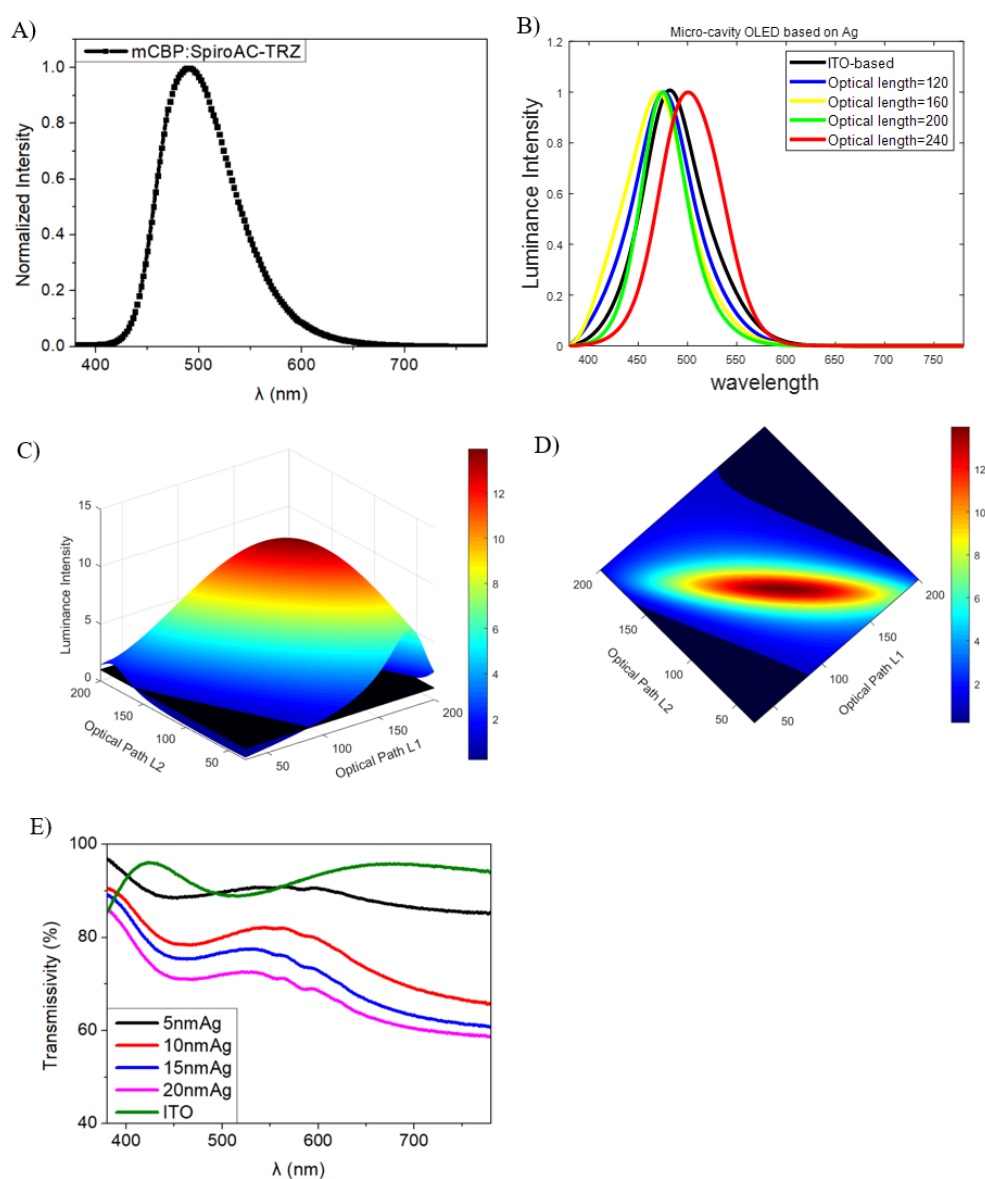 A)
mCBP:SpiroAC-TRZ
Normalized Intensity
1.0
0.8
0.6
0.4
0.2
0.0
400 500 600 700
λ (nm)
B)
Micro-cavity OLED based on Ag
ITO-based
Optical length=120
Optical length=160
Optical length=200
Optical length=240
Luminance Intensity
1.2
1
0.8
0.6
0.4
0.2
0
400 450 500 550 600 650 700 750
wavelength
C)
Luminance Intensity
15
10
5
0
200
150
100
50
Optical Path L2
50
100
150
200
Optical Path L1
12
10
8
6
4
2
D)
200
150
100
50
Optical Path L2
50
100
150
200
Optical Path L1
12
10
8
6
4
2
E)
Transmissivity (%)
100
80
60
40
5nmAg
10nmAg
15nmAg
20nmAg
ITO
400 500 600 700
λ (nm)